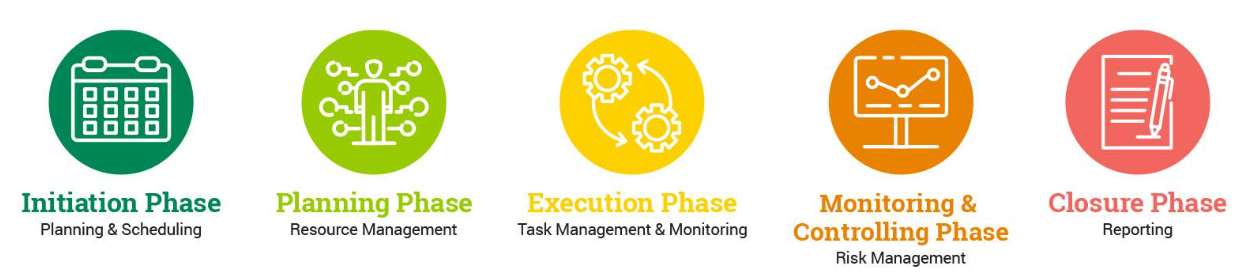 Initiation Phase
Planning & Scheduling
Planning Phase
Resource Management
Execution Phase
Task Management & Monitoring
Monitoring &
Controlling Phase
Risk Management
Closure Phase
Reporting